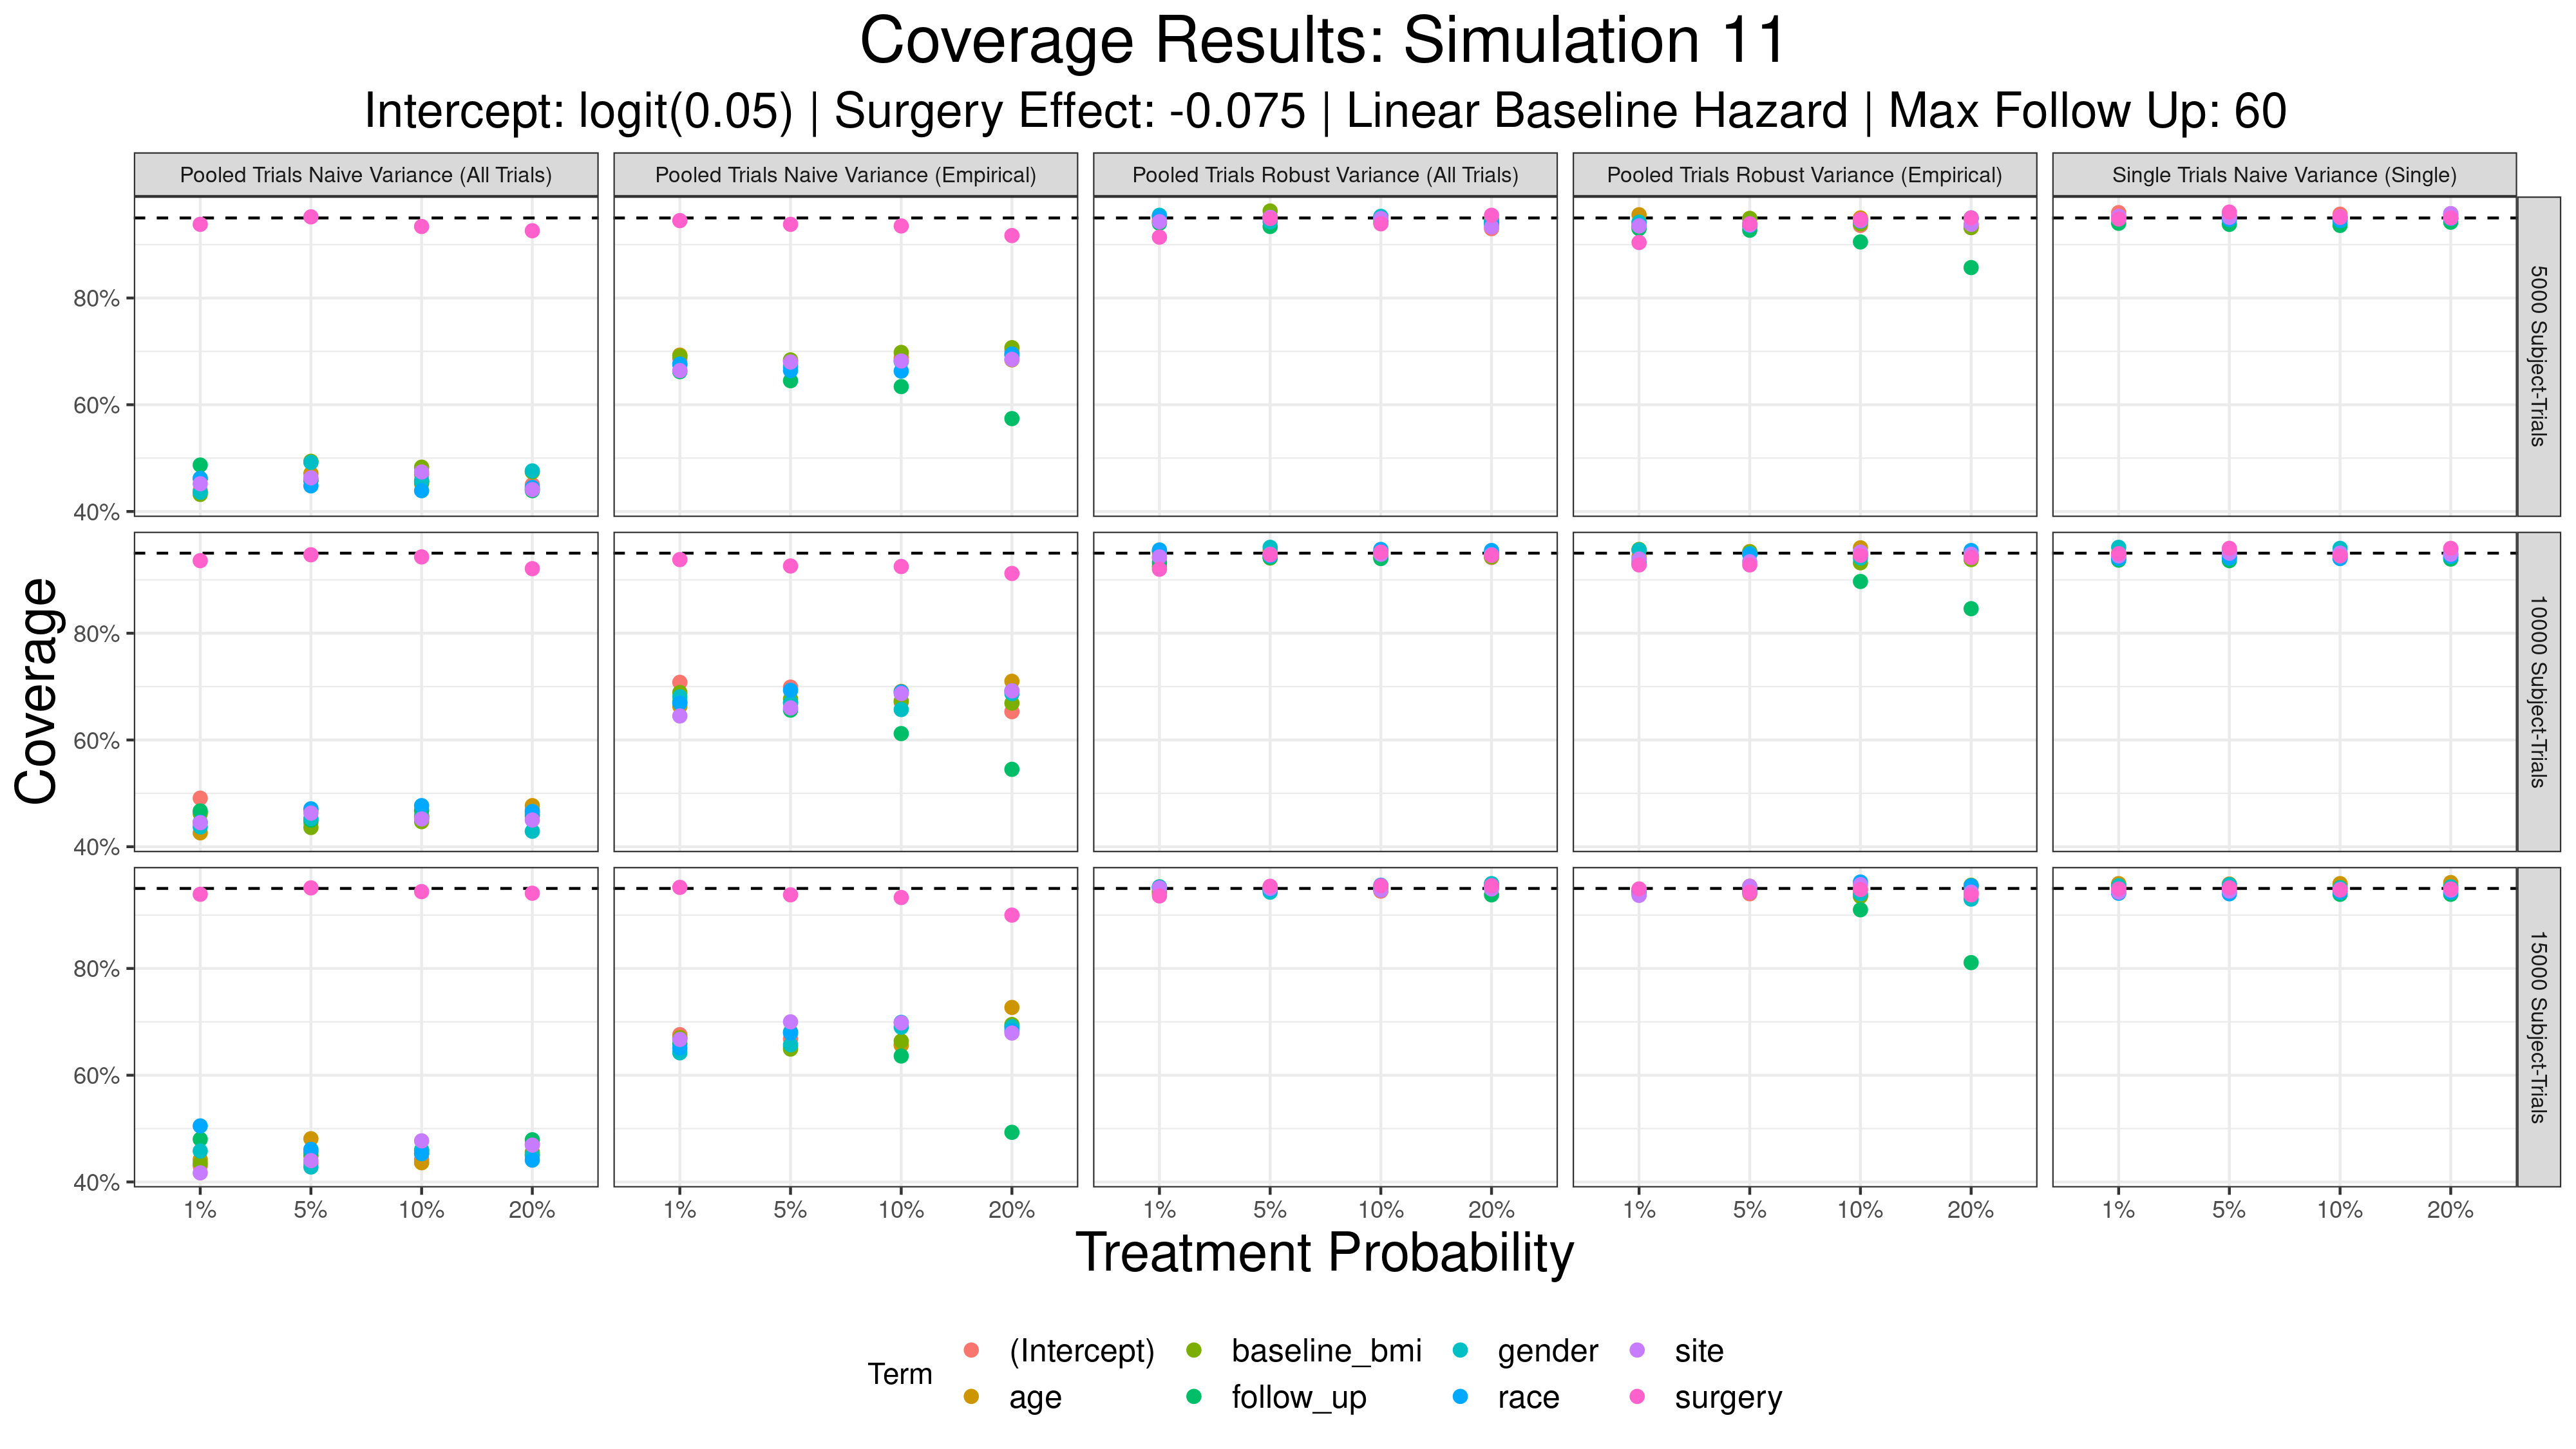 Coverage Results: Simulation 11
Intercept: logit(0.05) | Surgery Effect: -0.075 | Linear Baseline Hazard | Max Follow Up: 60
Pooled Trials Naive Variance (All Trials)
Pooled Trials Naive Variance (Empirical)
Pooled Trials Robust Variance (All Trials)
Pooled Trials Robust Variance (Empirical)
Single Trials Naive Variance (Single)
80%
60%
40%
5000 Subject-Trials
80%
60%
40%
10000 Subject-Trials
80%
60%
40%
15000 Subject-Trials
Coverage
1% 5% 10% 20%
1% 5% 10% 20%
1% 5% 10% 20%
1% 5% 10% 20%
1% 5% 10% 20%
Treatment Probability
Term
(Intercept) baseline_bmi gender site
age follow_up race surgery